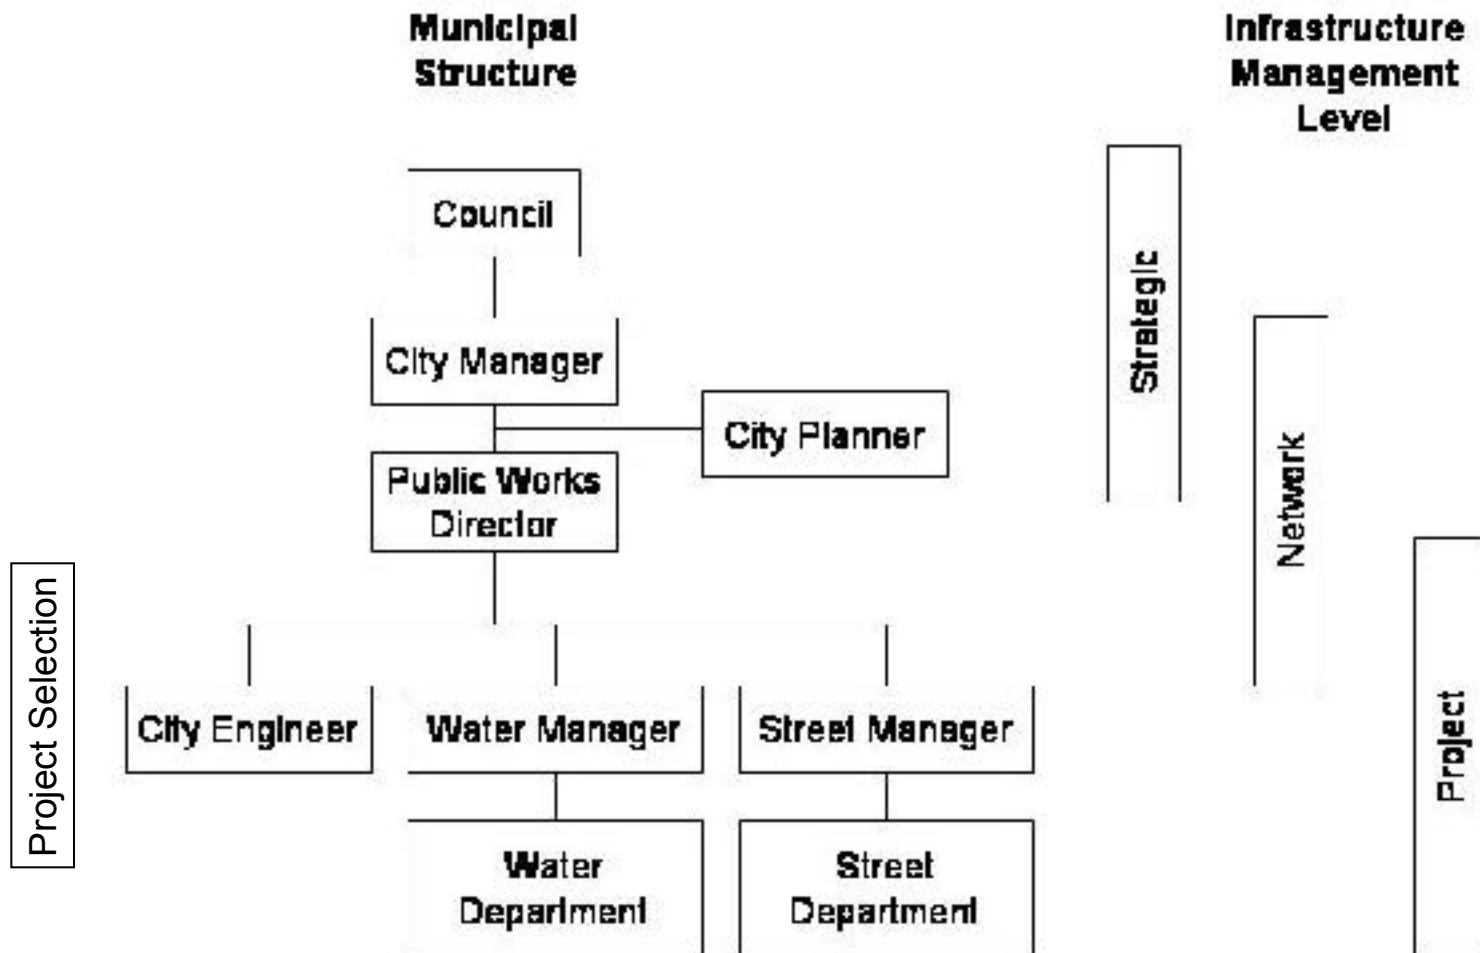 Municipal
Structure
Infrastructure
Management
Level
Council
City Manager
City Planner
Public Works
Director
City Engineer
Water Manager
Street Manager
Water
Department
Street
Department
Strategic
Network
Project
Project Selection